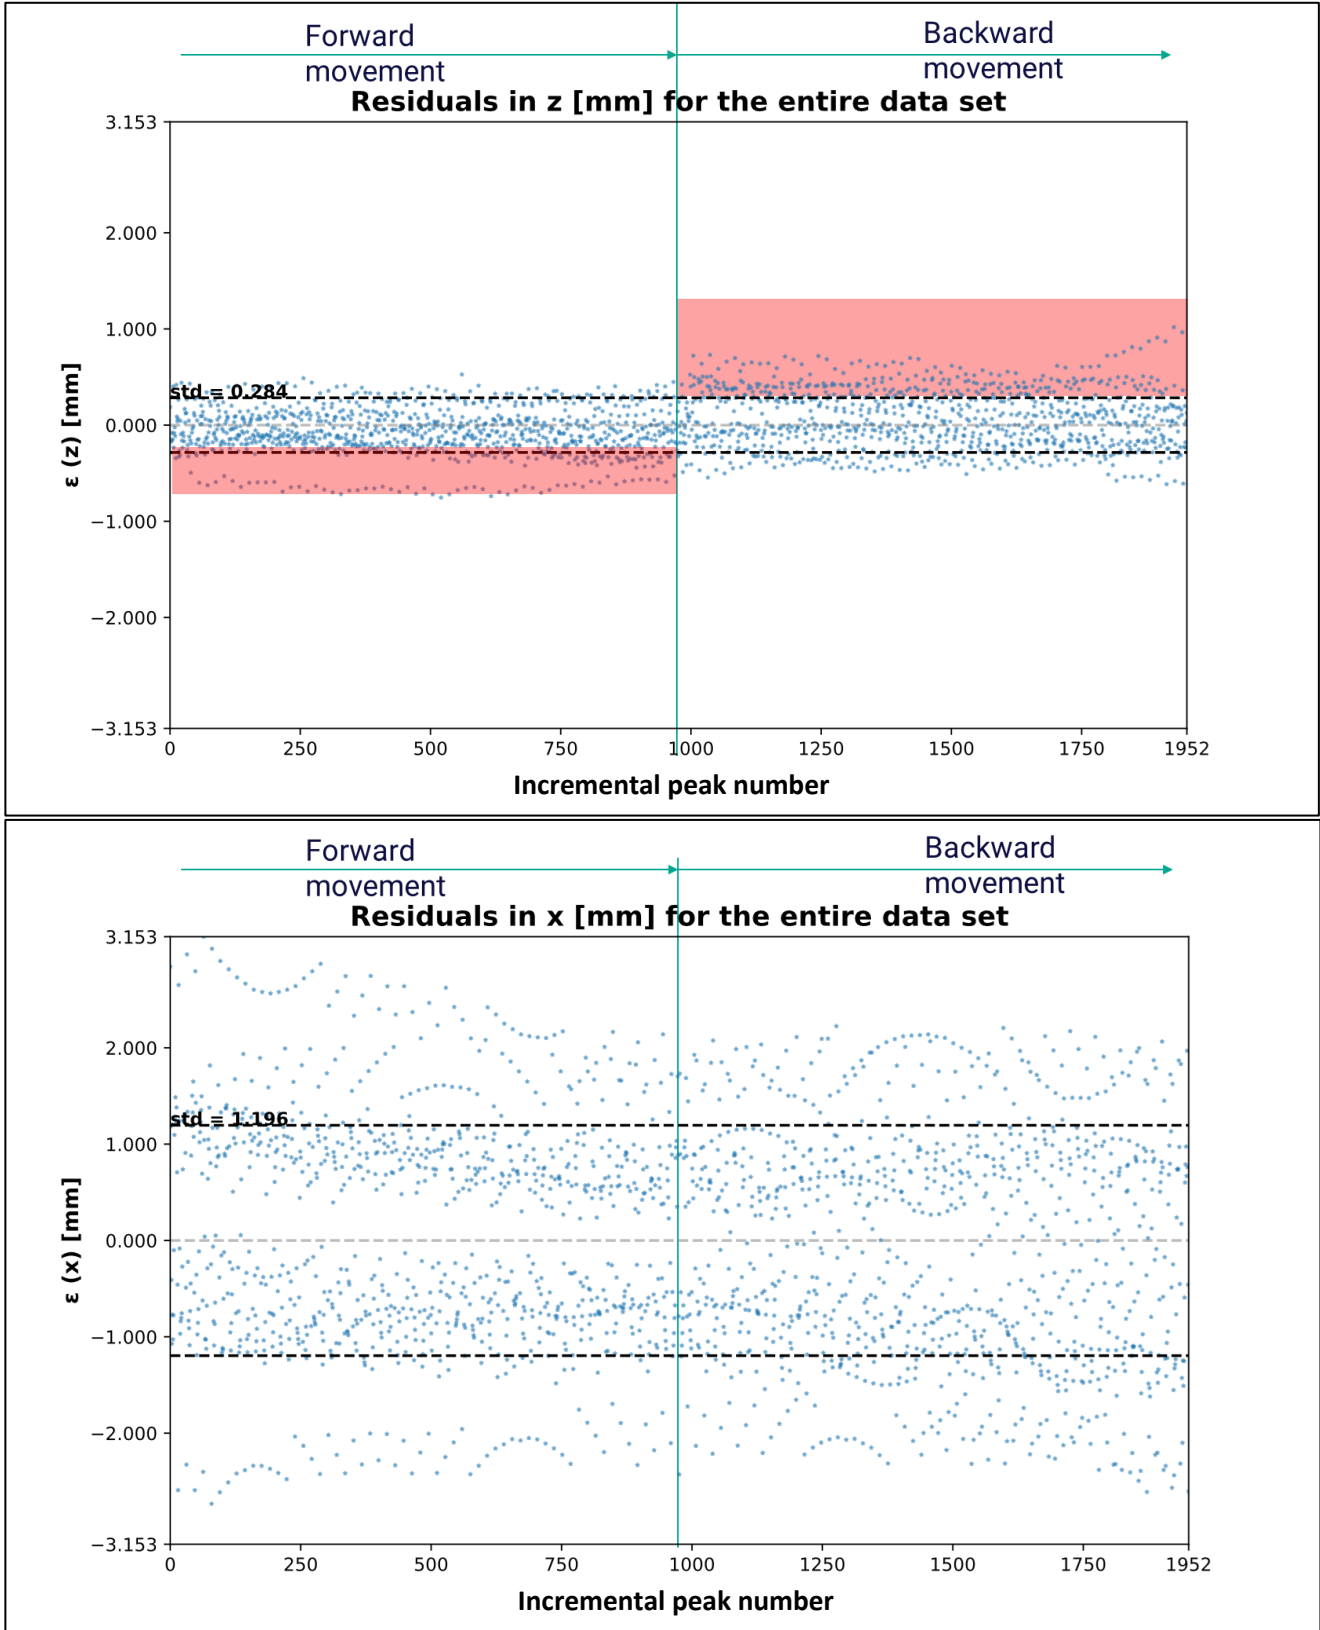 Forward
movement
Backward
movement
Residuals in z [mm] for the entire data set
3.153
2.000
1.000
0.000
−1.000
−2.000
−3.153
ε (z) [mm]
std = 0.284
0
250
500
750
1000
1250
1500
1750
1952
Incremental peak number
Forward
movement
Backward
movement
Residuals in x [mm] for the entire data set
3.153
2.000
1.000
0.000
−1.000
−2.000
−3.153
ε (x) [mm]
std = 1.196
0
250
500
750
1000
1250
1500
1750
1952
Incremental peak number